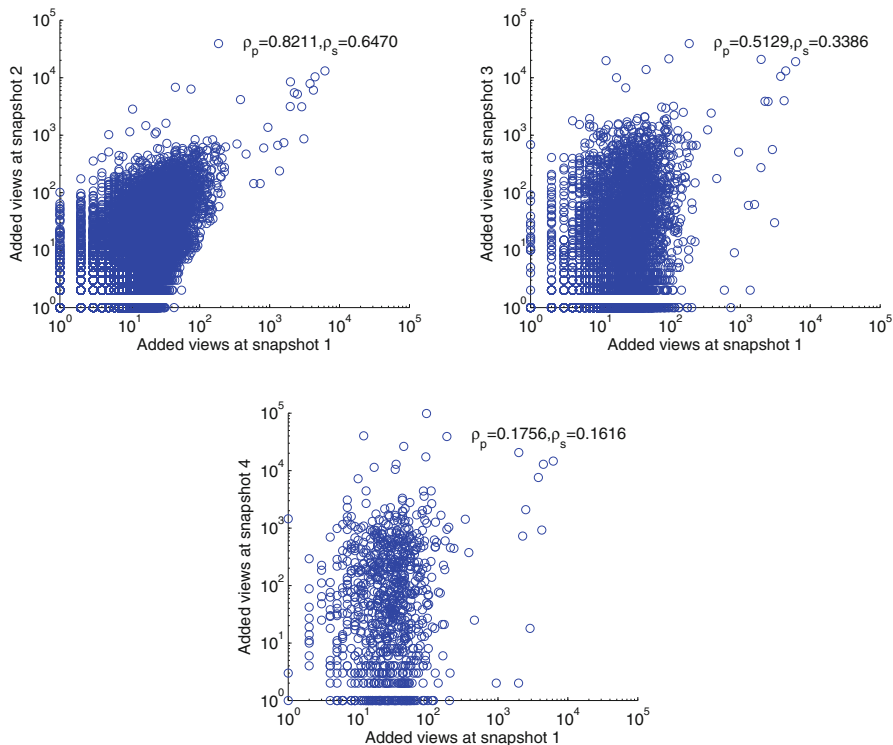 ρp=0.8211,ρs=0.6470
Added views at snapshot 2
10^5
10^4
10^3
10^2
10^1
10^0
10^0 10^1 10^2 10^3 10^4 10^5
Added views at snapshot 1
ρp=0.5129,ρs=0.3386
Added views at snapshot 3
10^5
10^4
10^3
10^2
10^1
10^0
10^0 10^1 10^2 10^3 10^4 10^5
Added views at snapshot 1
ρp=0.1756,ρs=0.1616
Added views at snapshot 4
10^5
10^4
10^3
10^2
10^1
10^0
10^0 10^1 10^2 10^3 10^4 10^5
Added views at snapshot 1